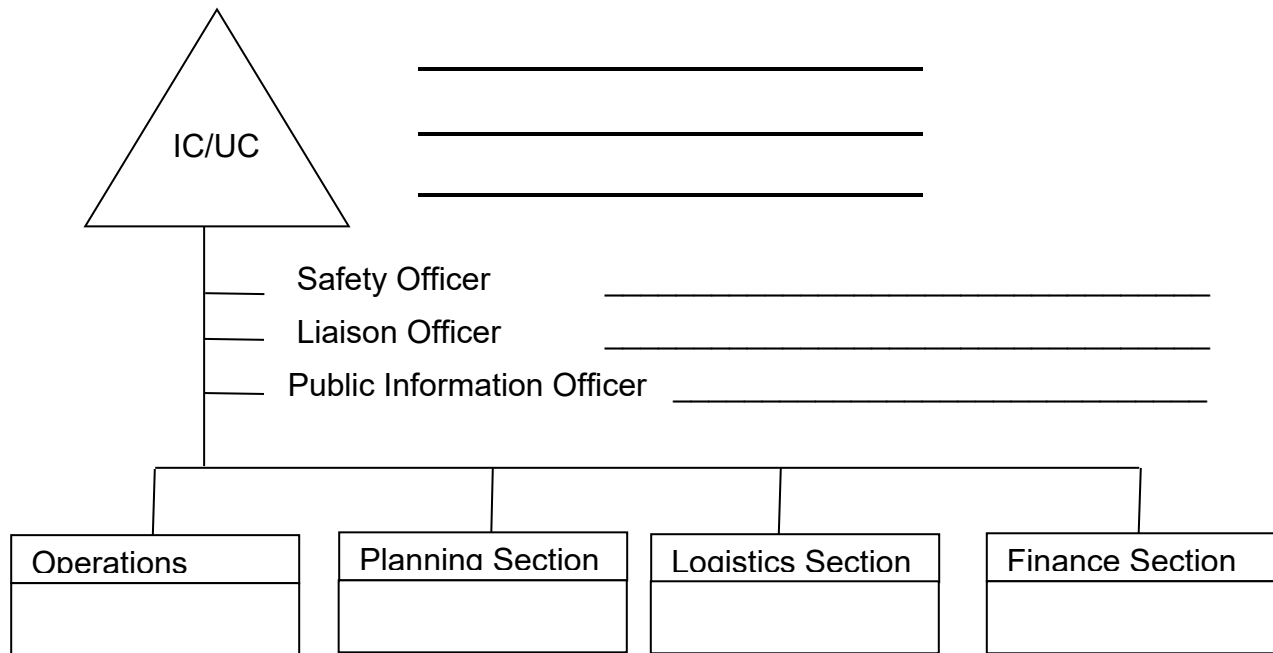 IC/UC
Safety Officer
Liaison Officer
Public Information Officer
Operations
Planning Section
Logistics Section
Finance Section